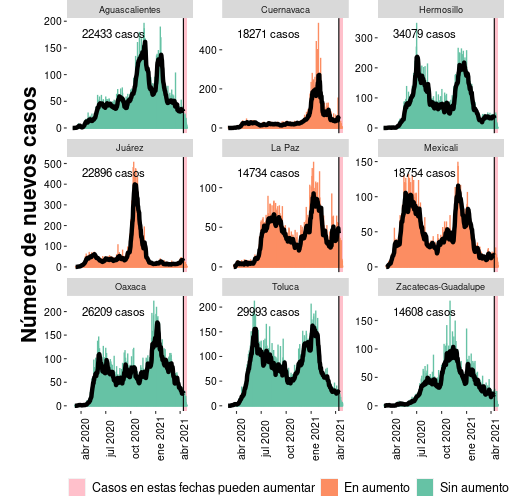 Número de nuevos casos
Aguascalientes
22433 casos
200
150
100
50
0
Cuernavaca
18271 casos
400
200
0
Hermosillo
34079 casos
300
200
100
0
Juárez
22896 casos
500
400
300
200
100
0
La Paz
14734 casos
100
50
0
Mexicali
18754 casos
150
100
50
0
Oaxaca
26209 casos
200
150
100
50
0
Toluca
29993 casos
200
150
100
50
0
Zacatecas-Guadalupe
14608 casos
150
100
50
0
abr 2020 jul 2020 oct 2020 ene 2021 abr 2021
abr 2020 jul 2020 oct 2020 ene 2021 abr 2021
abr 2020 jul 2020 oct 2020 ene 2021 abr 2021
Casos en estas fechas pueden aumentar En aumento Sin aumento